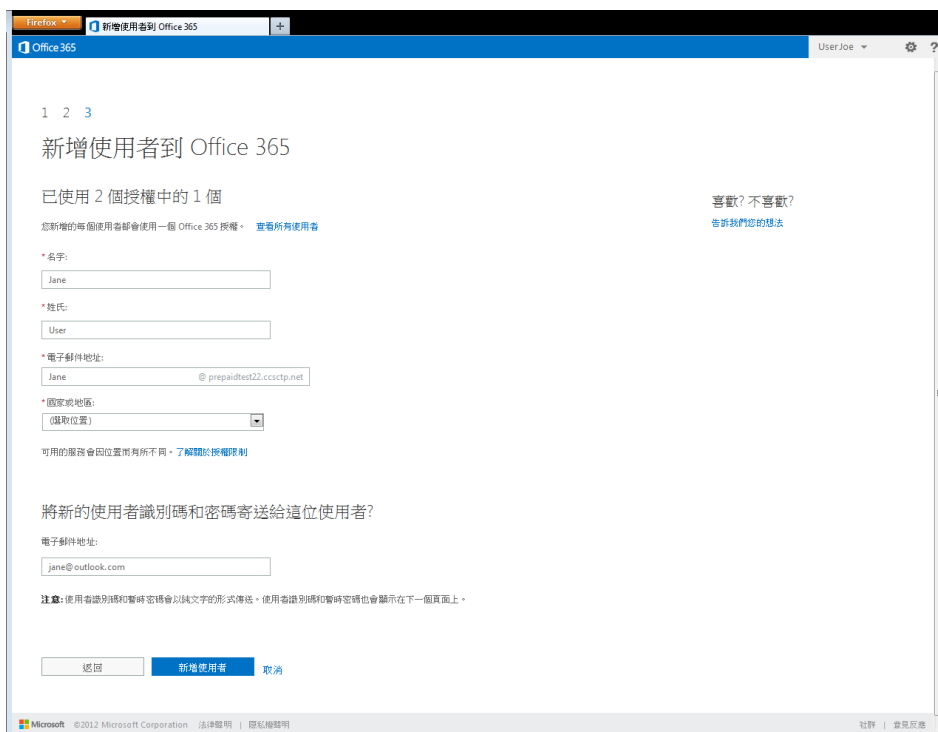 Firefox
新增使用者到 Office 365
+
Office 365
UserJoe
?
1 2 3
新增使用者到 Office 365
已使用 2 個授權中的 1 個
喜歡? 不喜歡?
您新增的每個使用者都會使用一個 Office 365 授權。 查看所有使用者
告訴我們您的想法
* 名字:
Jane
* 姓氏:
User
* 電子郵件地址:
Jane @ prepaidtest22.ccsctp.net
* 國家或地區:
(選取位置)
可用的服務會因位置而有所不同。了解關於授權限制
將新的使用者識別碼和密碼寄送給這位使用者?
電子郵件地址:
jane@outlook.com
注意: 使用者識別碼和暫時密碼會以純文字的形式傳送。使用者識別碼和暫時密碼也會顯示在下一個頁面上。
返回 新增使用者 取消
Microsoft ©2012 Microsoft Corporation 法律聲明 | 隱私權聲明 社群 | 意見反應